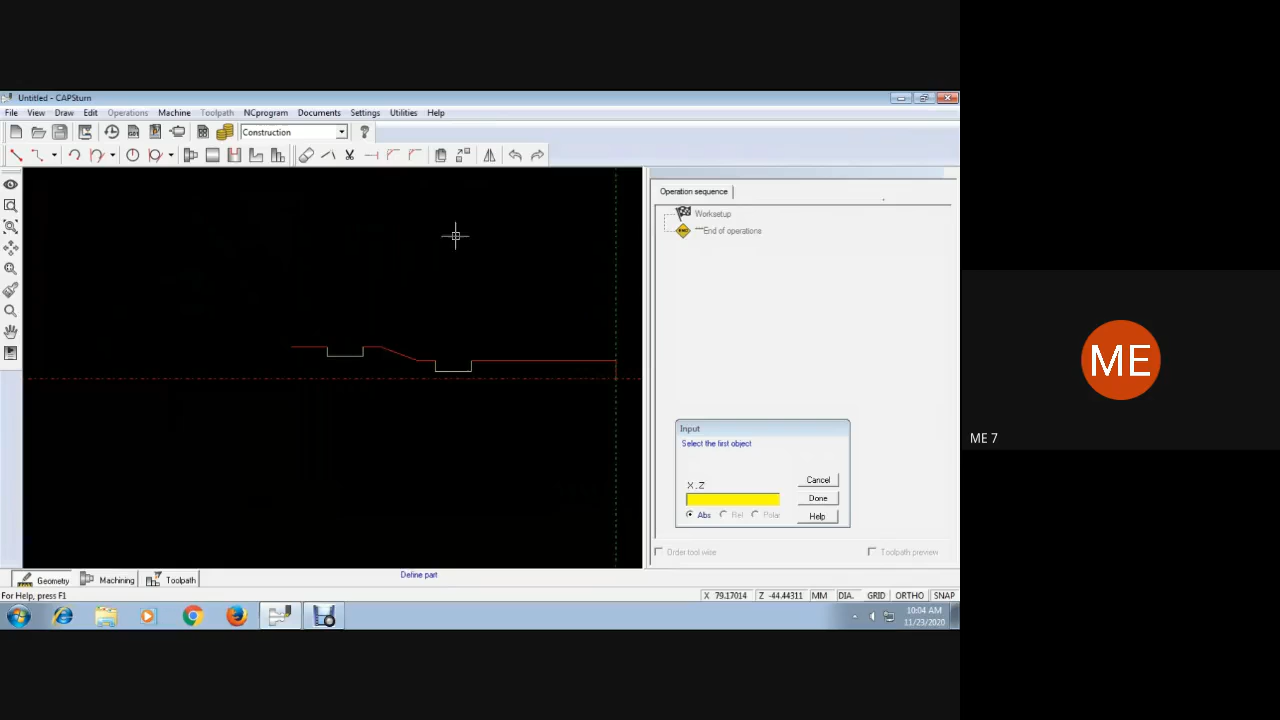 Untitled - CAPSturn
File View Draw Edit Operations Machine Toolpath NCprogram Documents Settings Utilities Help
Construction
Operation sequence
Worksetup
***End of operations
Input
Select the first object
X,Z
Cancel
Done
Abs Rel Polar
Help
Order tool wise
Toolpath preview
Geometry Machining Toolpath
Define part
For Help, press F1
X 79.17014 Z -44.44311 MM DIA. GRID ORTHO SNAP
10:04 AM
11/23/2020
ME
ME 7